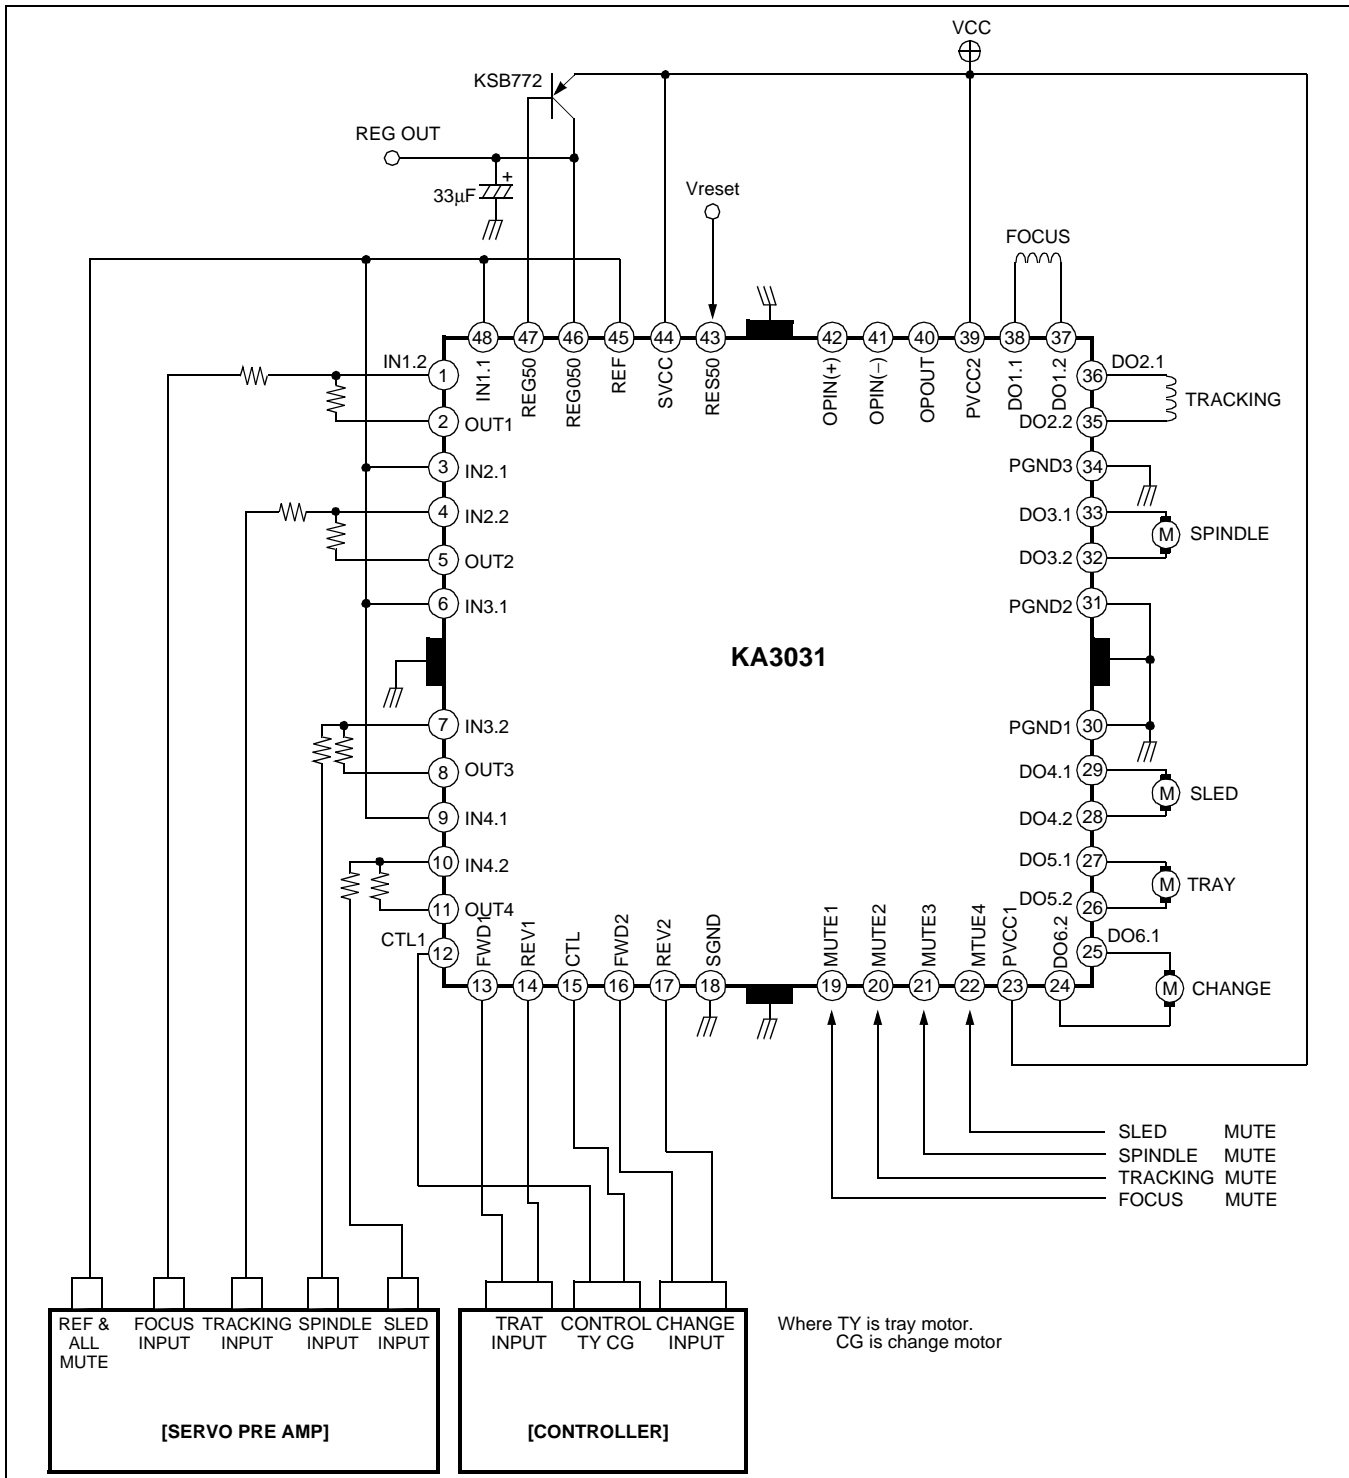 VCC
KSB772
REG OUT
+
33μF
Vreset
FOCUS
48 47 46 45 44 43 42 41 40 39 38 37
IN1.1
REG50
REG050
REF
SVCC
RES50
OPIN(+)
OPIN(−)
OPOUT
PVCC2
DO1.1
DO1.2
IN1.2
1
2 OUT1
3 IN2.1
4 IN2.2
5 OUT2
6 IN3.1
7 IN3.2
8 OUT3
9 IN4.1
10 IN4.2
11 OUT4
CTL1
12
KA3031
36 DO2.1
TRACKING
DO2.2 35
PGND3 34
DO3.1 33
M SPINDLE
DO3.2 32
PGND2 31
PGND1 30
DO4.1 29
M SLED
DO4.2 28
DO5.1 27
M TRAY
DO5.2
26
DO6.1
25
M CHANGE
FWD1
REV1
CTL
FWD2
REV2
SGND
MUTE1
MUTE2
MUTE3
MTUE4
PVCC1
DO6.2
13 14 15 16 17 18 19 20 21 22 23 24
SLED MUTE
SPINDLE MUTE
TRACKING MUTE
FOCUS MUTE
REF &
ALL
MUTE
FOCUS
INPUT
TRACKING
INPUT
SPINDLE
INPUT
SLED
INPUT
[SERVO PRE AMP]
TRAT
INPUT
CONTROL
TY CG
CHANGE
INPUT
[CONTROLLER]
Where TY is tray motor.
CG is change motor